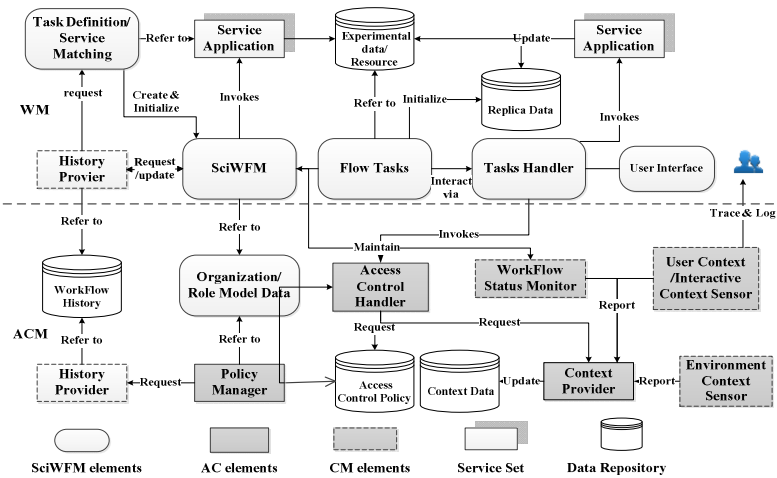 Task Definition/
Service
Matching
Refer to
Service
Application
Experimental
data/
Resource
Update
Service
Application
Replica Data
request
Create &
Initialize
Invokes
Refer to
Initialize
Invokes
WM
History
Provier
Request
/update
SciWFM
Flow Tasks
Interact
via
Tasks Handler
User Interface
Trace & Log
Refer to
Refer to
Invokes
Maintain
WorkFlow
History
Organization/
Role Model Data
Access
Control
Handler
WorkFlow
Status Monitor
User Context
/Interactive
Context Sensor
Report
ACM
Refer to
Refer to
Request
Request
History
Provider
Request
Policy
Manager
Access
Control Policy
Context Data
Update
Context
Provider
Report
Environment
Context
Sensor
SciWFM elements
AC elements
CM elements
Service Set
Data Repository